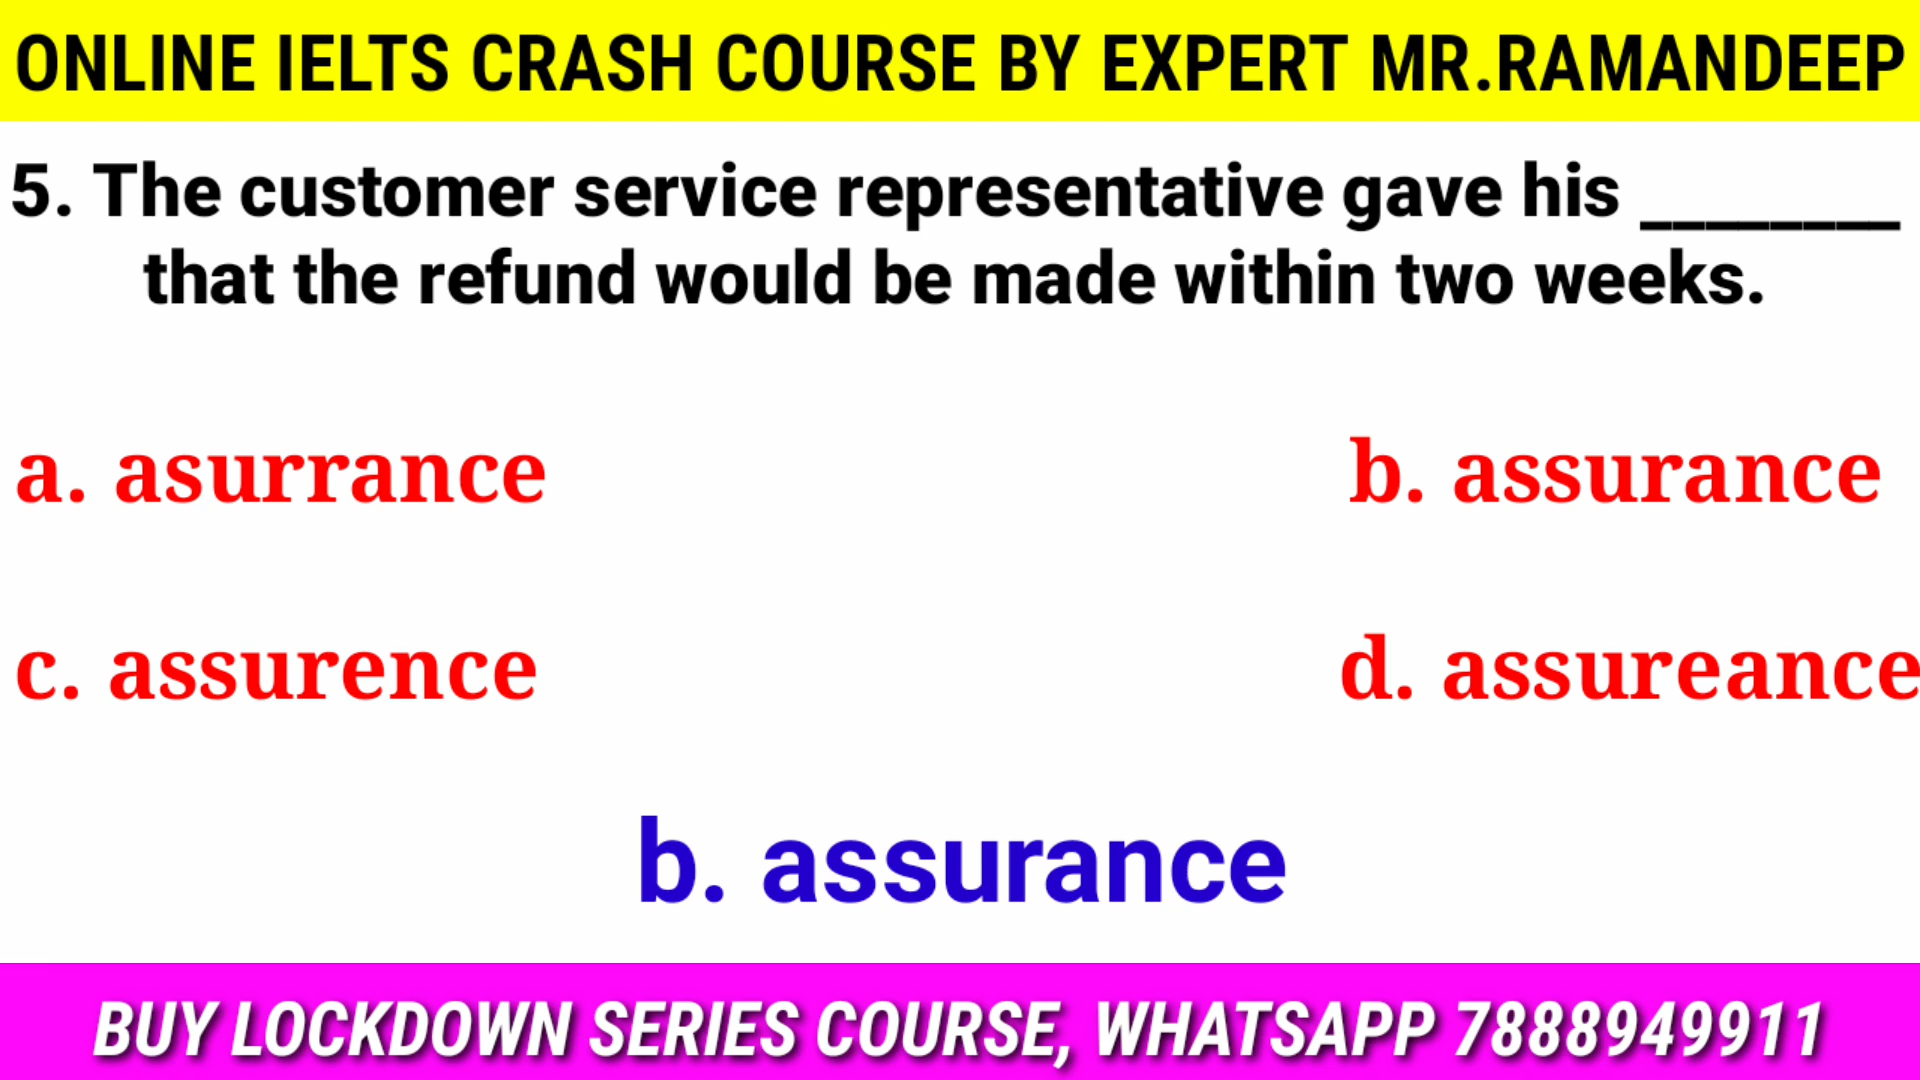 ONLINE IELTS CRASH COURSE BY EXPERT MR.RAMANDEEP
5. The customer service representative gave his ________
that the refund would be made within two weeks.
a. asurrance
b. assurance
c. assurence
d. assureance
b. assurance
BUY LOCKDOWN SERIES COURSE, WHATSAPP 7888949911